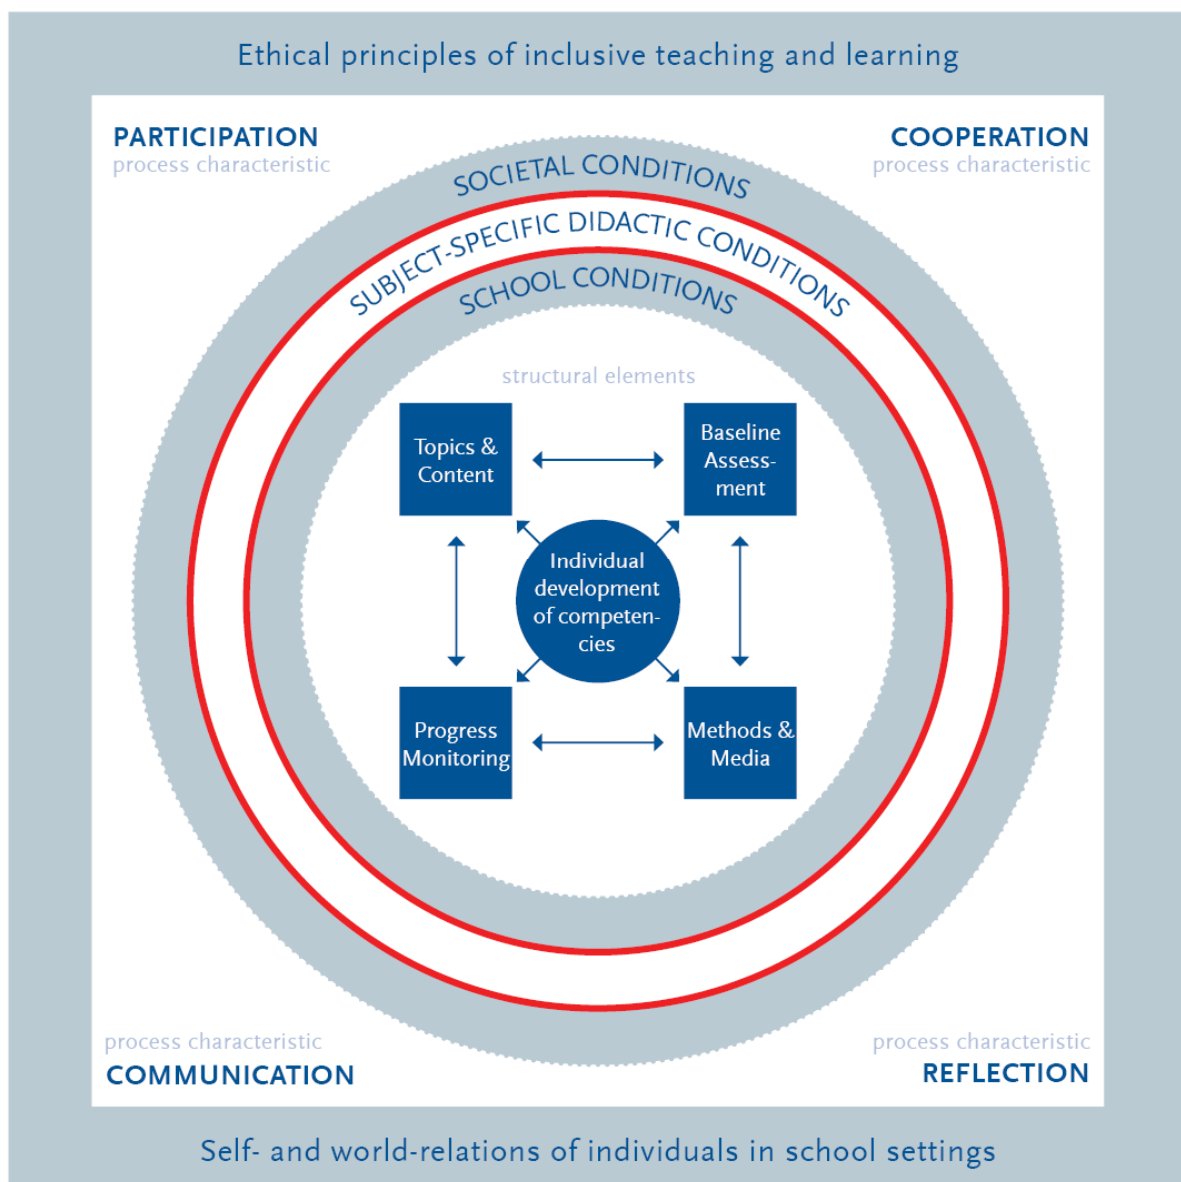 Ethical principles of inclusive teaching and learning
PARTICIPATION
process characteristic
COOPERATION
process characteristic
SOCIETAL CONDITIONS
SUBJECT-SPECIFIC DIDACTIC CONDITIONS
SCHOOL CONDITIONS
structural elements
Topics &
Content
Baseline
Assess-
ment
Individual
development
of competen-
cies
Progress
Monitoring
Methods &
Media
process characteristic
COMMUNICATION
process characteristic
REFLECTION
Self- and world-relations of individuals in school settings